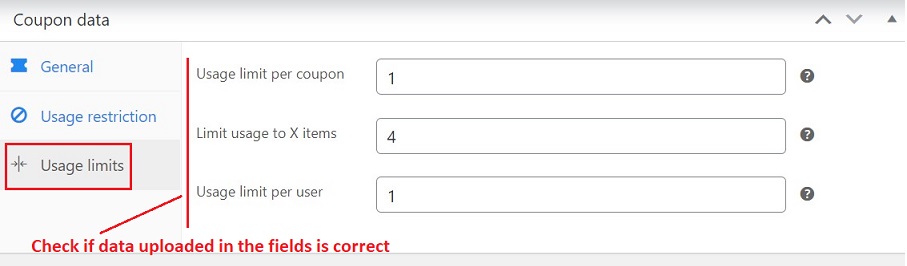 Coupon data
General
Usage restriction
Usage limits
Usage limit per coupon
1
Limit usage to X items
4
Usage limit per user
1
Check if data uploaded in the fields is correct